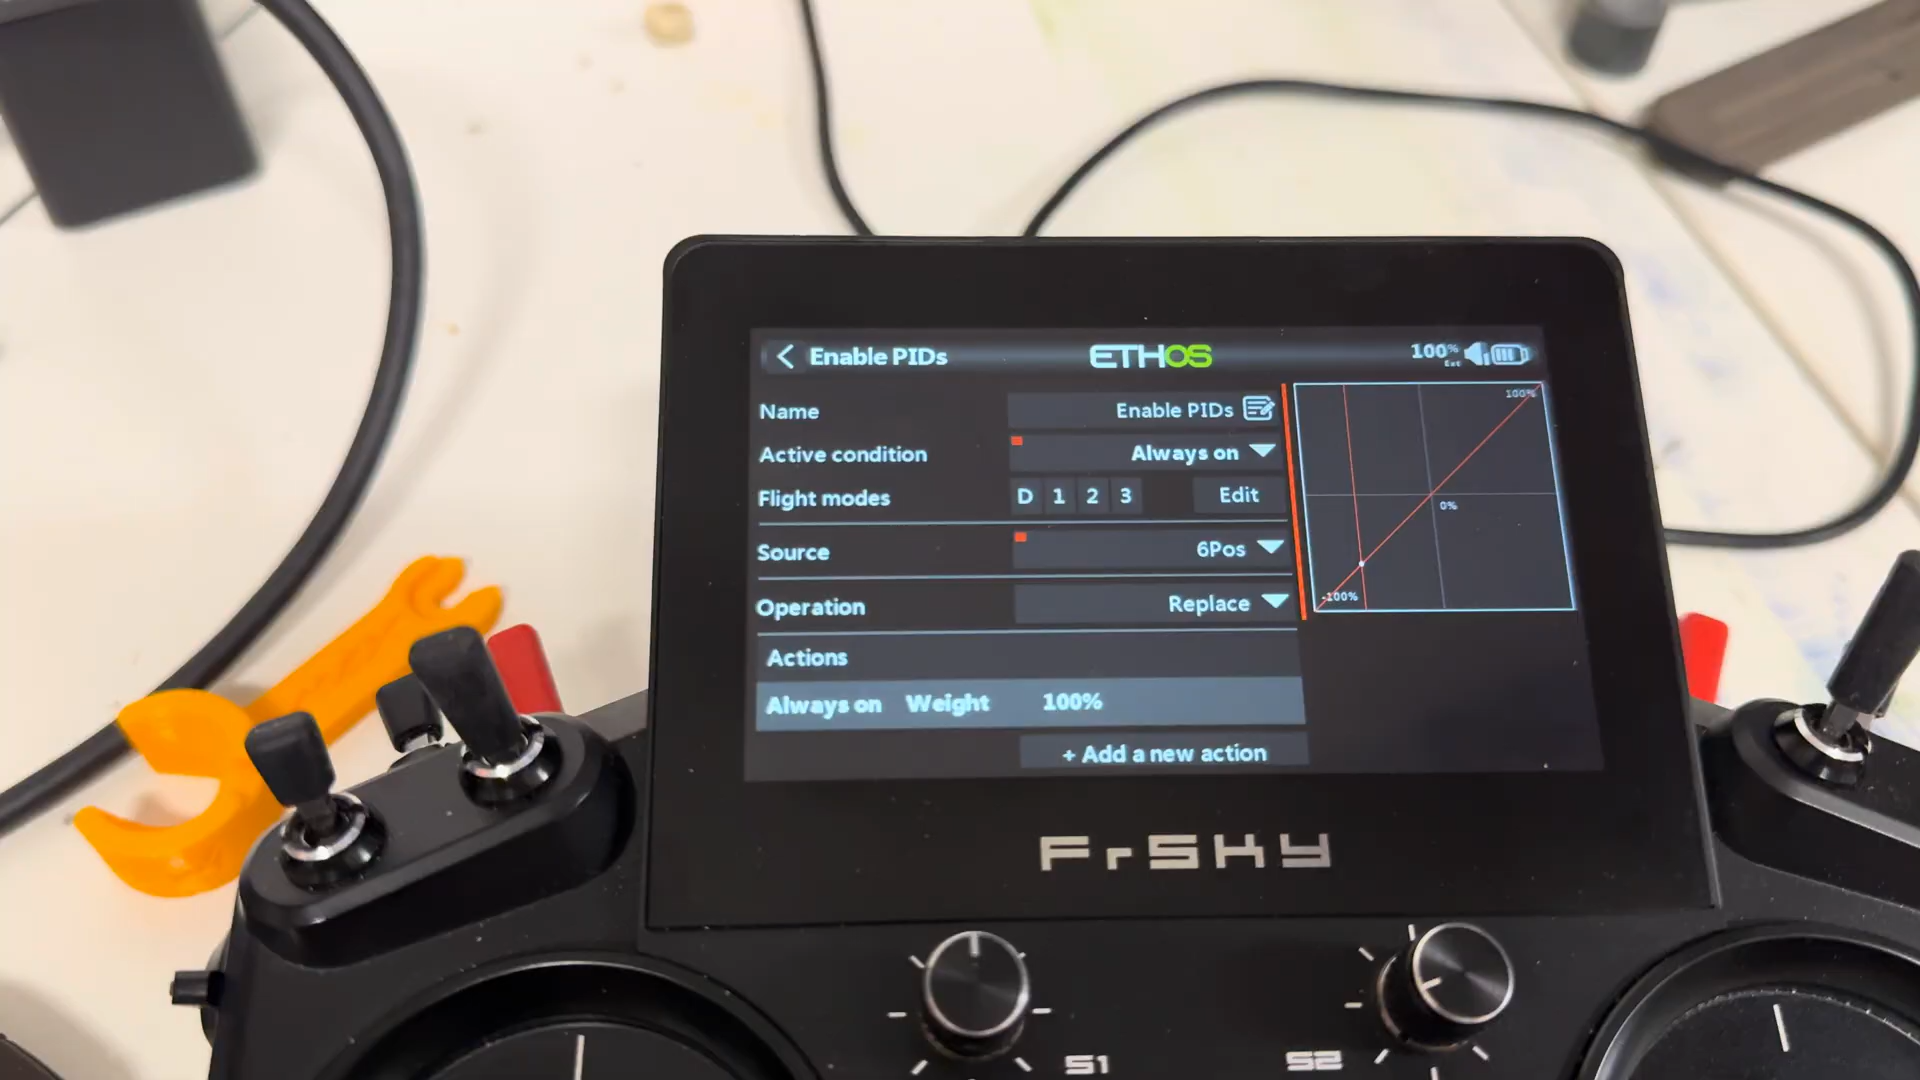 Enable PIDs ETHOS 100%
Ext
Name Enable PIDs
Active condition Always on
Flight modes D 1 2 3 Edit
Source 6Pos
Operation Replace
Actions
Always on Weight 100%
+ Add a new action
100%
0%
-100%
FrSKY
S1 S2